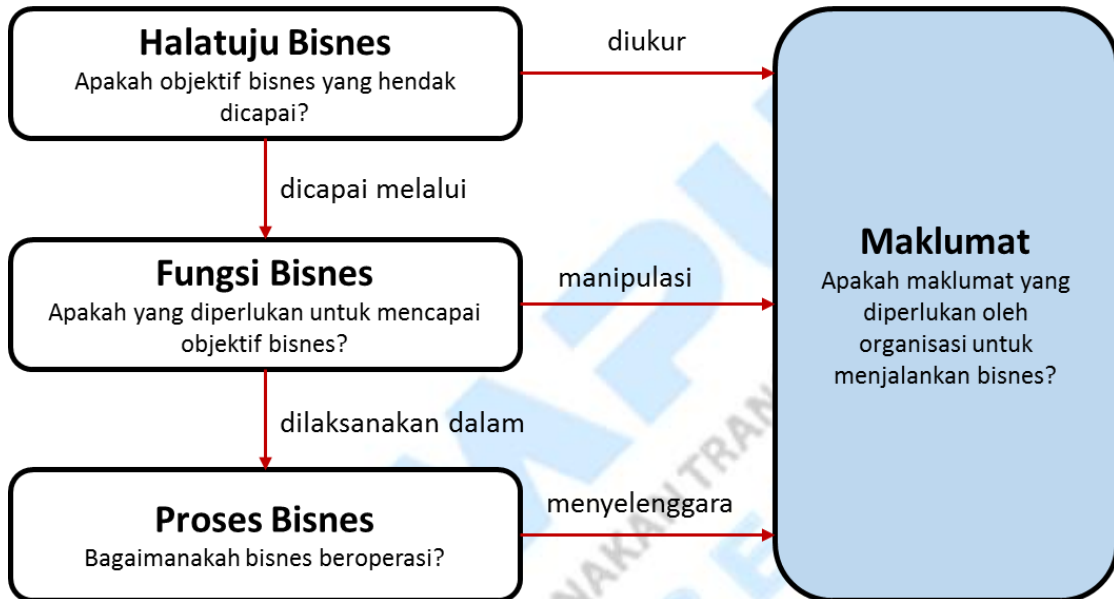 Halatuju Bisnes
Apakah objektif bisnes yang hendak
dicapai?
diukur
dicapai melalui
Fungsi Bisnes
Apakah yang diperlukan untuk mencapai
objektif bisnes?
manipulasi
dilaksanakan dalam
Proses Bisnes
Bagaimanakah bisnes beroperasi?
menyelenggara
Maklumat
Apakah maklumat yang
diperlukan oleh
organisasi untuk
menjalankan bisnes?